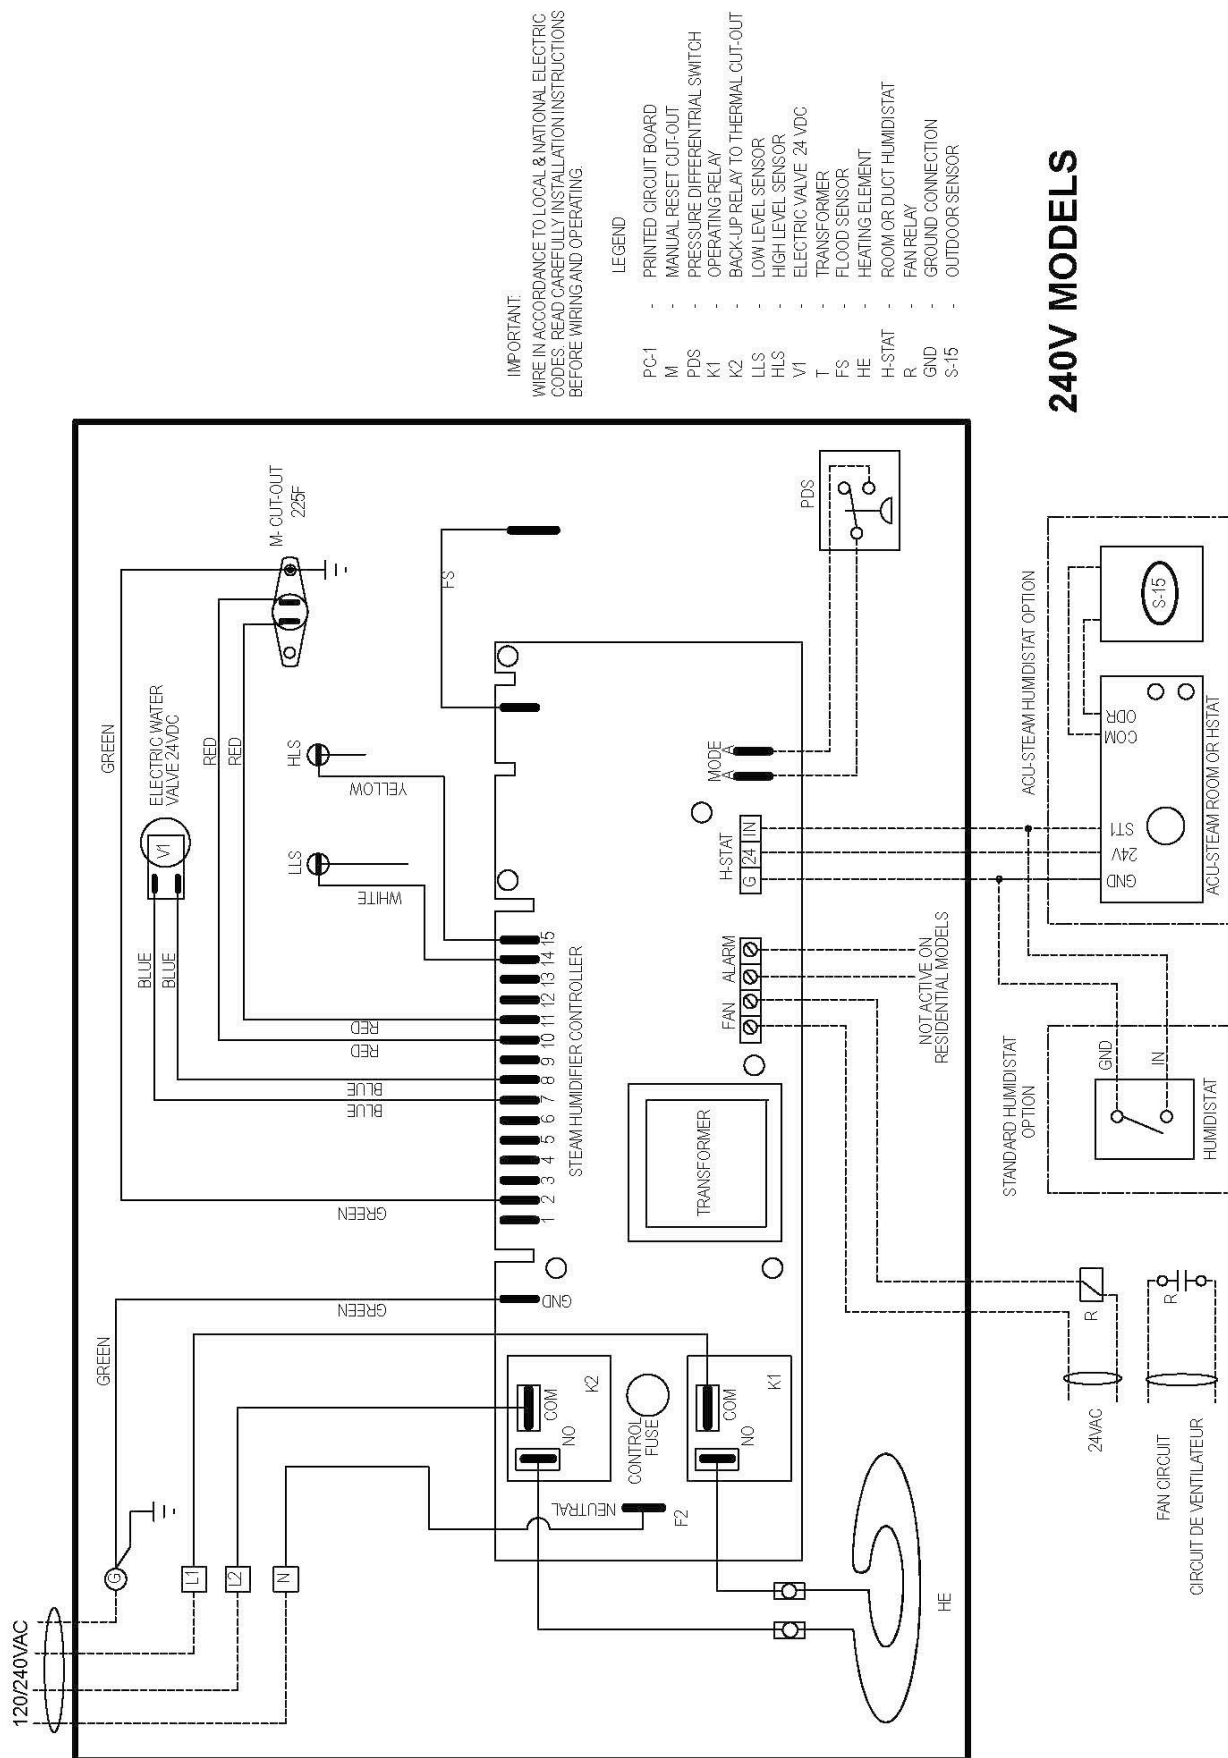 120/240VAC
G
L1
L2
N
GREEN
GREEN
GREEN
GREEN
ELECTRIC WATER
VALVE 24VDC
V1
BLUE
BLUE
BLUE
BLUE
RED
RED
RED
RED
M- CUT-OUT
225F
HLS
LLS
YELLOW
WHITE
FS
GND
1 2 3 4 5 6 7 8 9 10 11 12 13 14 15
STEAM HUMIDIFIER CONTROLLER
COM
NO
K2
CONTROL
FUSE
NEUTRAL
F2
COM
NO
K1
TRANSFORMER
FAN ALARM
H-STAT
G 24 IN
MODE
A A
PDS
HE
NOT ACTIVE ON
RESIDENTIAL MODELS
24VAC
R
R
FAN CIRCUIT
CIRCUIT DE VENTILATEUR
STANDARD HUMIDISTAT
OPTION
GND
IN
HUMIDISTAT
ACU-STEAM HUMIDISTAT OPTION
GND 24V ST1 COM ODR
ACU-STEAM ROOM OR HSTAT
S-15
IMPORTANT:
WIRE IN ACCORDANCE TO LOCAL & NATIONAL ELECTRIC
CODES. READ CAREFULLY INSTALLATION INSTRUCTIONS
BEFORE WIRING AND OPERATING.
LEGEND
PC-1 - PRINTED CIRCUIT BOARD
M - MANUAL RESET CUT-OUT
PDS - PRESSURE DIFFERENTRIAL SWITCH
K1 - OPERATING RELAY
K2 - BACK-UP RELAY TO THERMAL CUT-OUT
LLS - LOW LEVEL SENSOR
HLS - HIGH LEVEL SENSOR
V1 - ELECTRIC VALVE 24 VDC
T - TRANSFORMER
FS - FLOOD SENSOR
HE - HEATING ELEMENT
H-STAT - ROOM OR DUCT HUMIDISTAT
R - FAN RELAY
GND - GROUND CONNECTION
S-15 - OUTDOOR SENSOR
240V MODELS